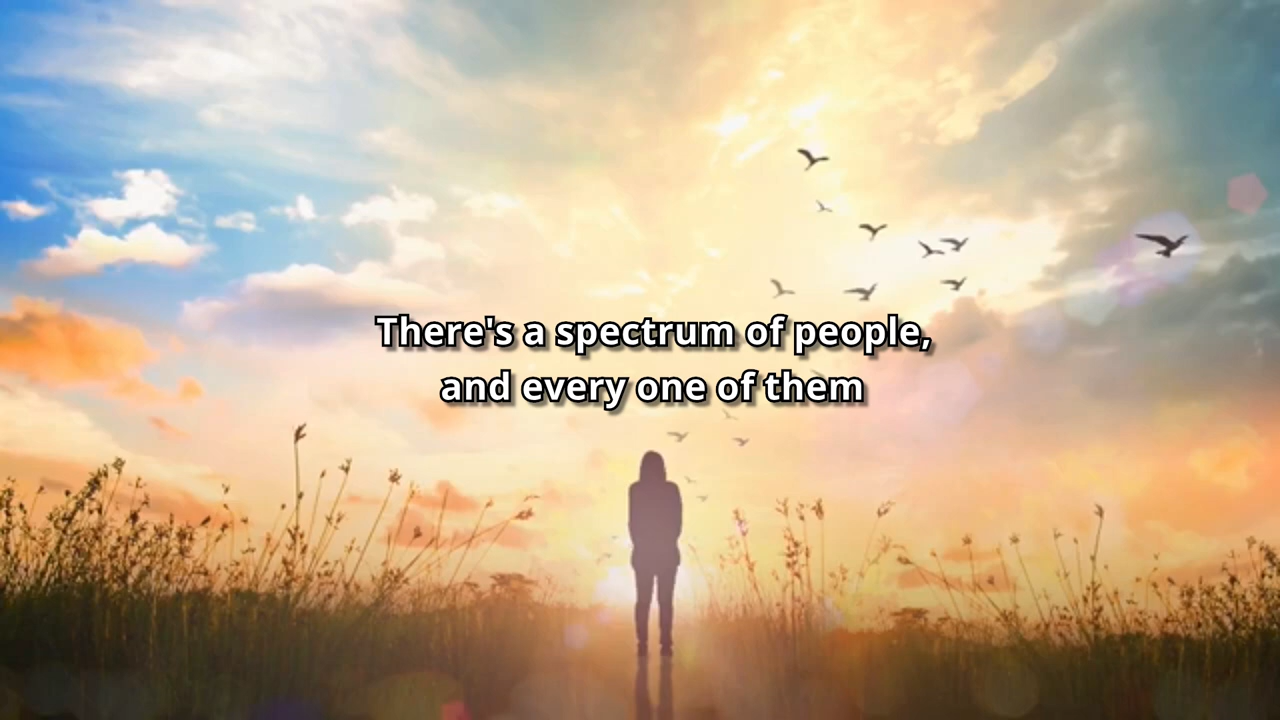 There's a spectrum of people,
and every one of them